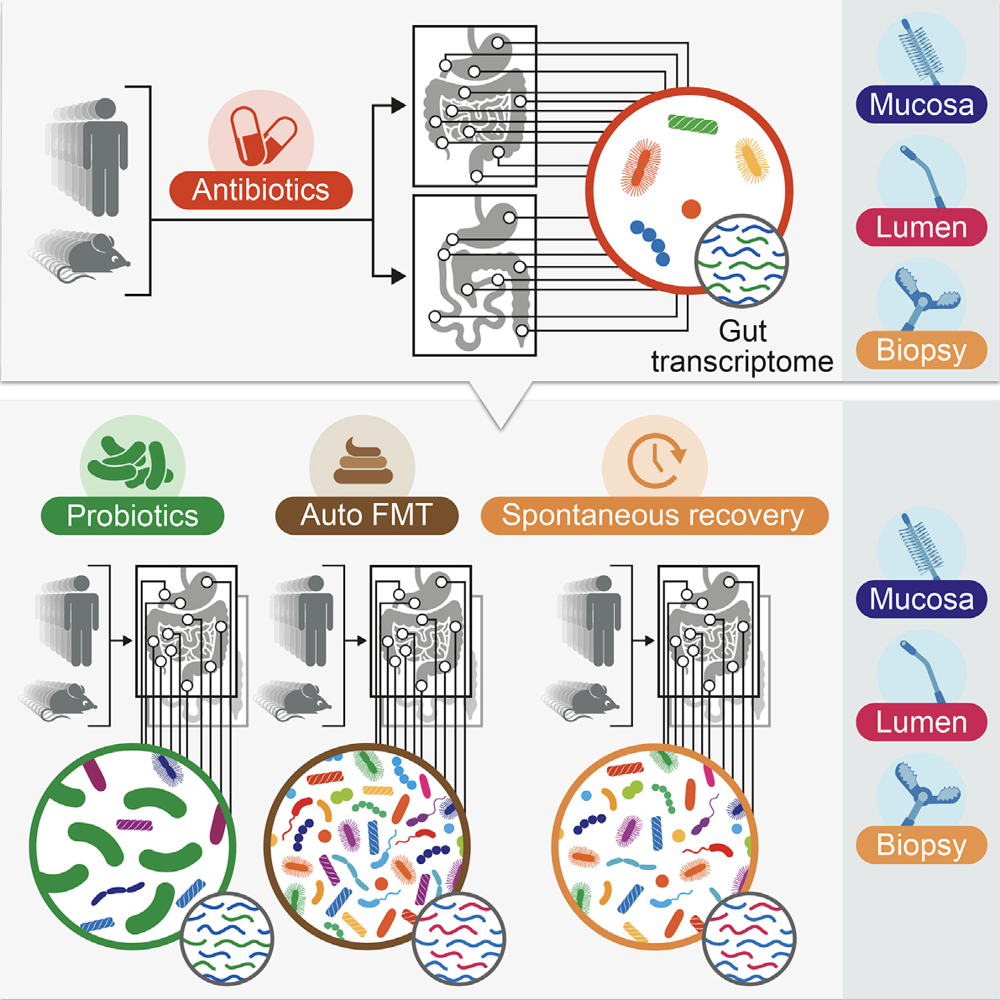 Antibiotics
Gut
transcriptome
Mucosa
Lumen
Biopsy
Probiotics
Auto FMT
Spontaneous recovery
Mucosa
Lumen
Biopsy